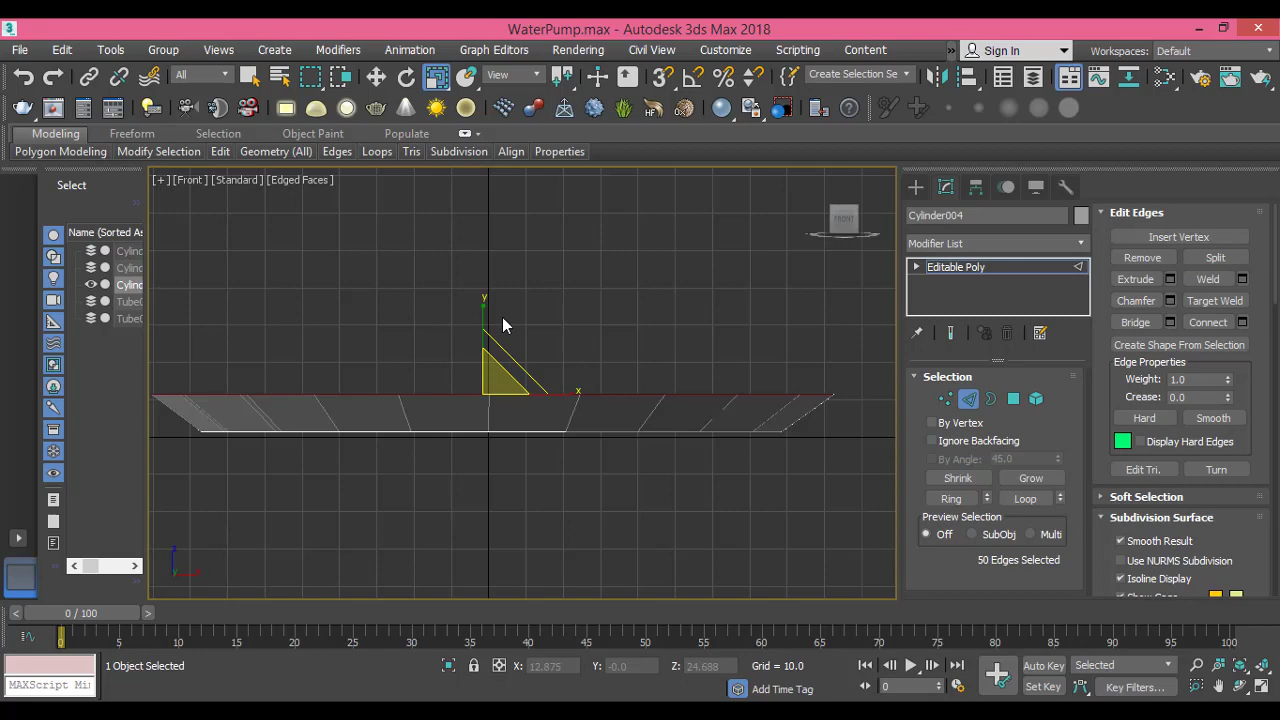 WaterPump.max - Autodesk 3ds Max 2018
File Edit Tools Group Views Create Modifiers Animation Graph Editors Rendering Civil View Customize Scripting Content Sign In Workspaces: Default
All View Create Selection Se
Modeling Freeform Selection Object Paint Populate
Polygon Modeling Modify Selection Edit Geometry (All) Edges Loops Tris Subdivision Align Properties
Select
[+] [Front] [Standard] [Edged Faces]
Name (Sorted As
Cylin
Cylin
Cylin
Tube
Tube
FRONT
y
x
z
Cylinder004
Modifier List
Editable Poly
Selection
By Vertex
Ignore Backfacing
By Angle: 45.0
Shrink Grow
Ring Loop
Preview Selection
Off SubObj Multi
50 Edges Selected
Edit Edges
Insert Vertex
Remove Split
Extrude Weld
Chamfer Target Weld
Bridge Connect
Create Shape From Selection
Edge Properties
Weight: 1.0
Crease: 0.0
Hard Smooth
Display Hard Edges
Edit Tri. Turn
Soft Selection
Subdivision Surface
Smooth Result
Use NURMS Subdivision
Isoline Display
0 / 100
0 5 10 15 20 25 30 35 40 45 50 55 60 65 70 75 80 85 90 95 100
1 Object Selected X: 12.875 Y: -0.0 Z: 24.688 Grid = 10.0 Auto Key Selected
MAXScript Mi Add Time Tag 0 Set Key Key Filters...